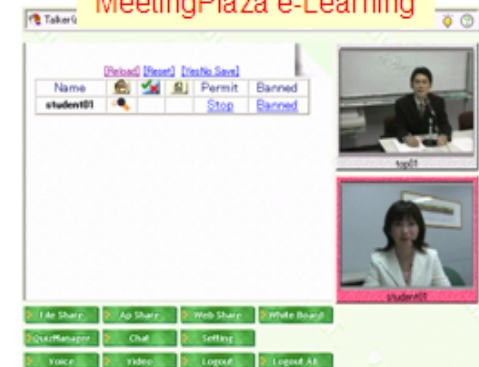 MeetingPlaza e-Learning
Talker
[Reload] [Reset] [YesNo Save]
Name Permit Banned
student01 Stop Banned
top01
student01
File Share Ap Share Web Share White Board
QuizManager Chat Setting
Voice Video Logout Logout All